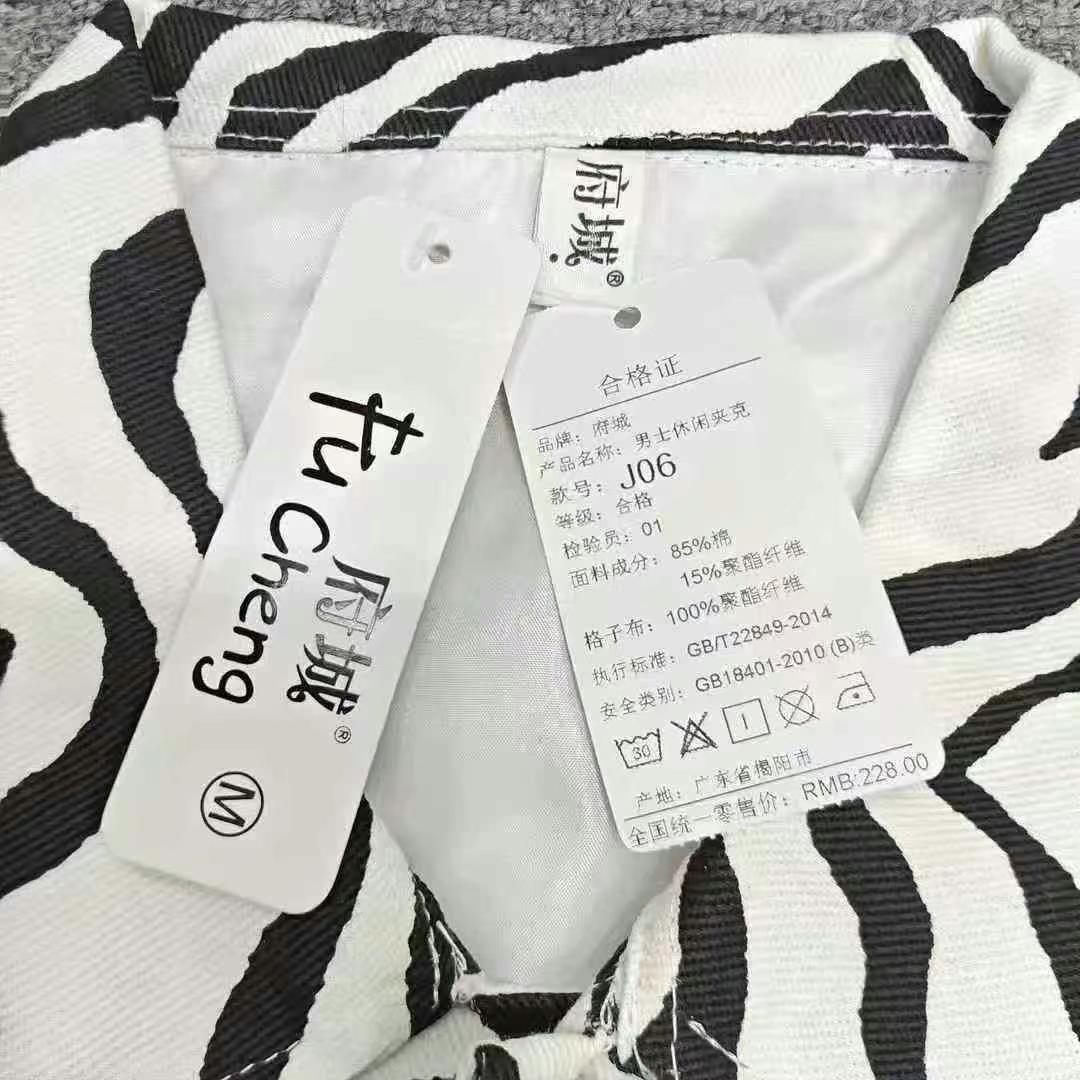 府城
®
fu cheng
府城®
M
合格证
品牌：府城
产品名称：男士休闲夹克
款号：J06
等级：合格
检验员：01
面料成分：85%棉
15%聚酯纤维
格子布：100%聚酯纤维
执行标准：GB/T22849-2014
安全类别：GB18401-2010 (B)类
30
产地：广东省揭阳市
全国统一零售价：RMB:228.00